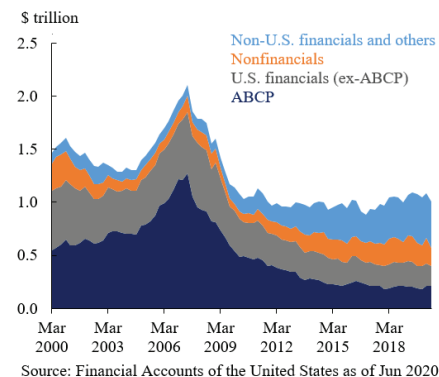 $ trillion
2.5
2.0
1.5
1.0
0.5
0.0
Non-U.S. financials and others
Nonfinancials
U.S. financials (ex-ABCP)
ABCP
Mar Mar Mar Mar Mar Mar Mar
2000 2003 2006 2009 2012 2015 2018
Source: Financial Accounts of the United States as of Jun 2020